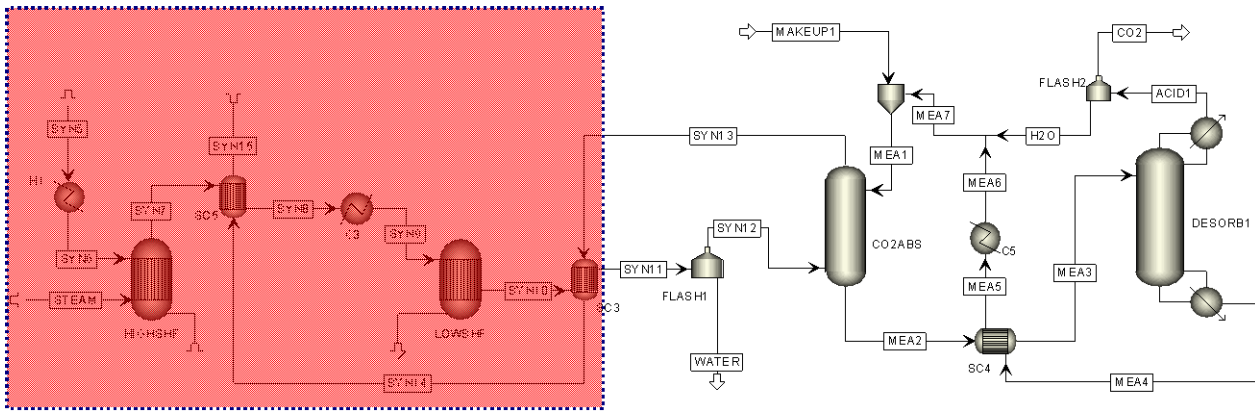 MAKEUP1
CO2
FLASH2
ACID1
SYN5
MEA7
SYN13
H2O
SYN15
MEA1
H1
SYN7
MEA6
SC5
SYN8
C3
DESORB1
SYN9
SYN12
CO2ABS
C5
SYN6
SYN11
MEA3
MEA5
SYN10
STEAM
FLASH1
SC3
HIGHSHF
LOWSHF
MEA2
WATER
SC4
SYN14
MEA4